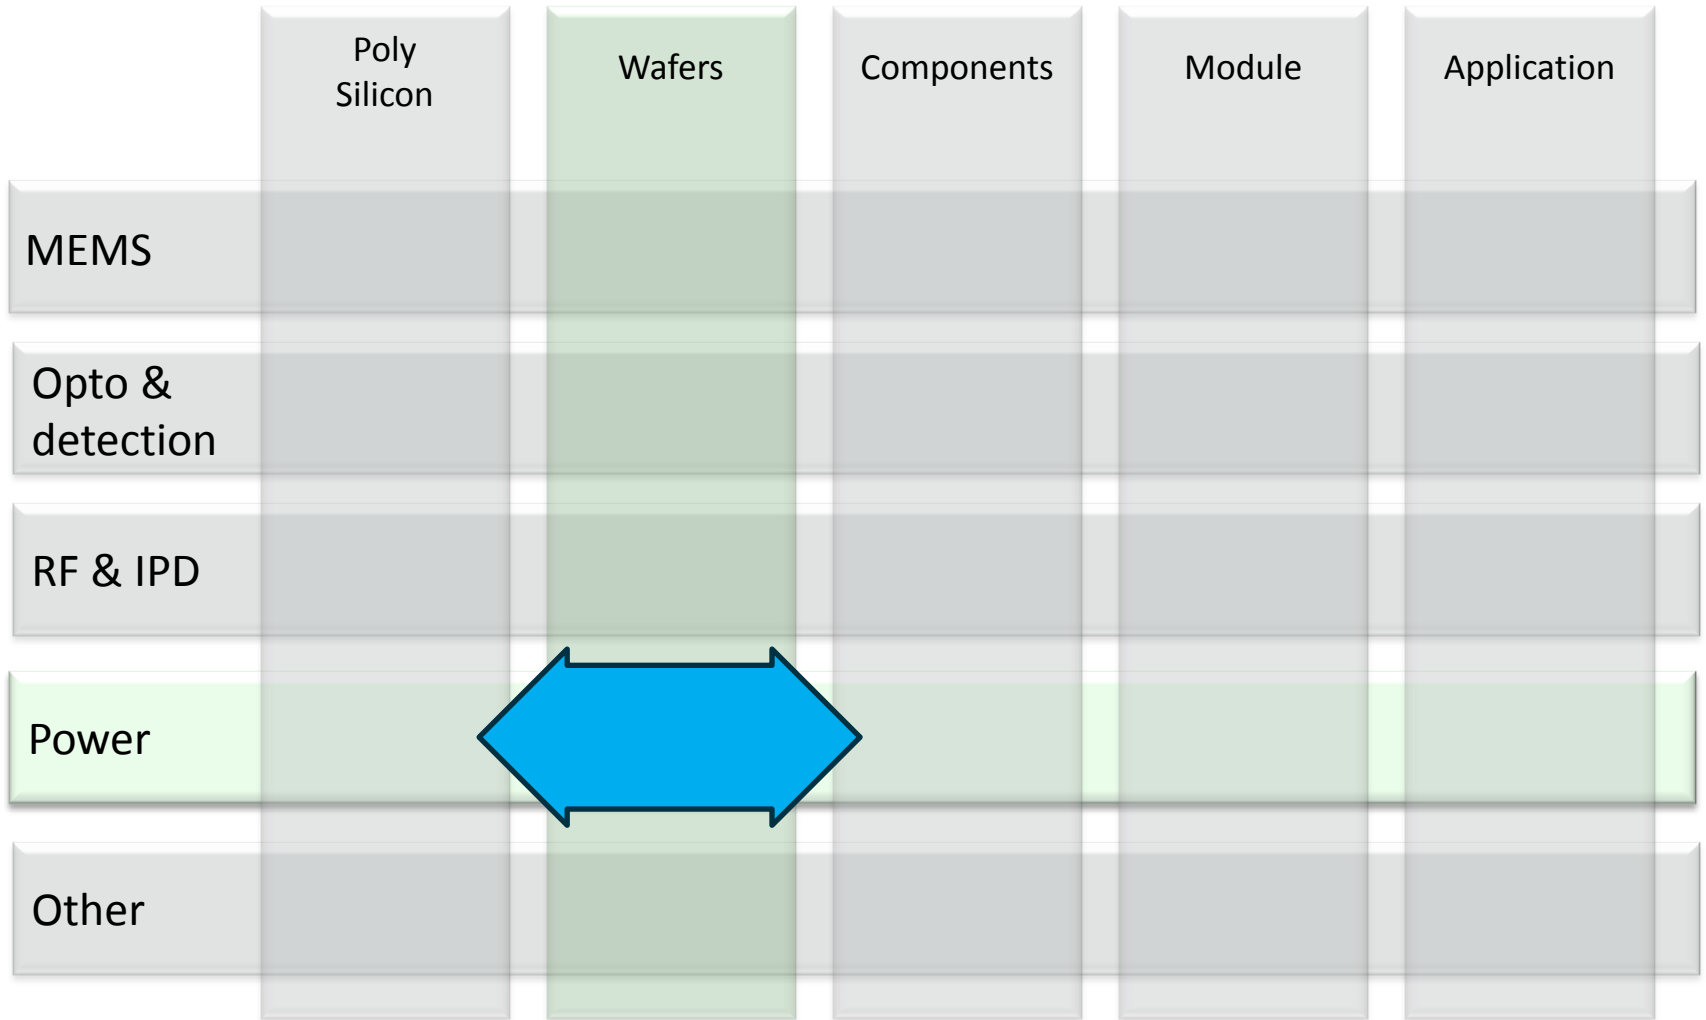 Poly
Silicon
Wafers
Components
Module
Application
MEMS
Opto &
detection
RF & IPD
Power
Other